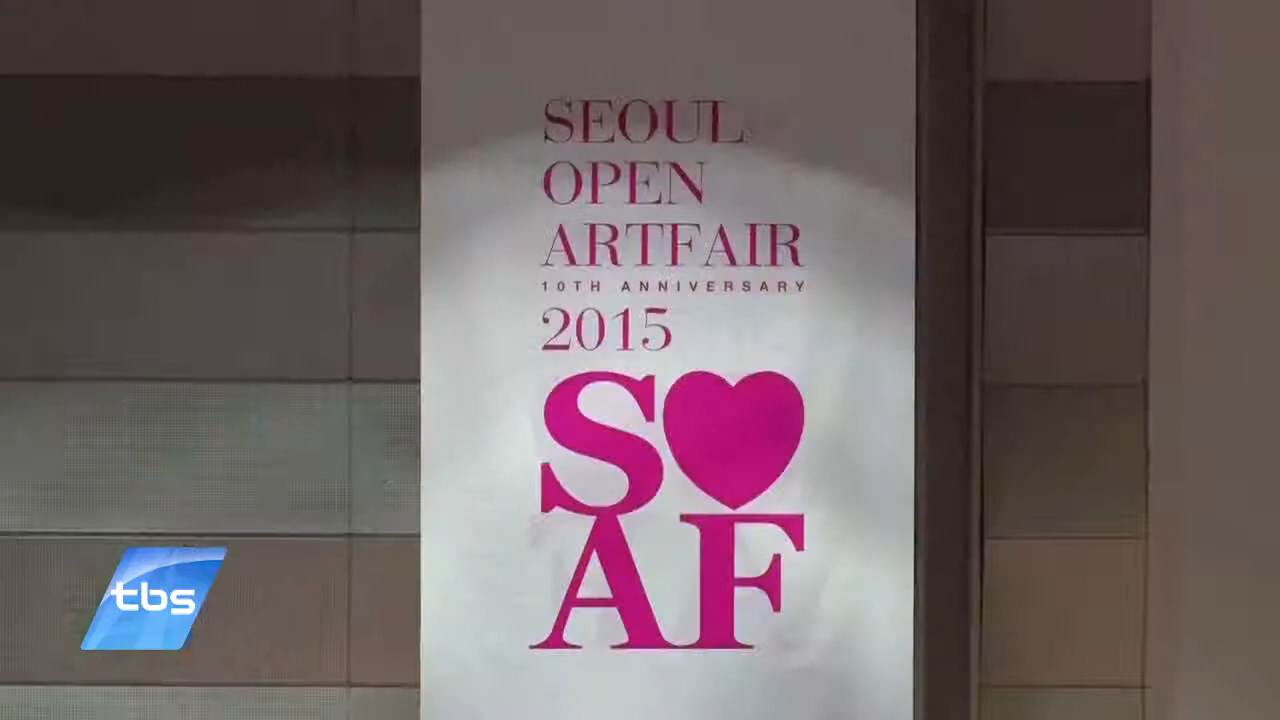 SEOUL
OPEN
ARTFAIR
10TH ANNIVERSARY
2015
S♥
AF
tbs